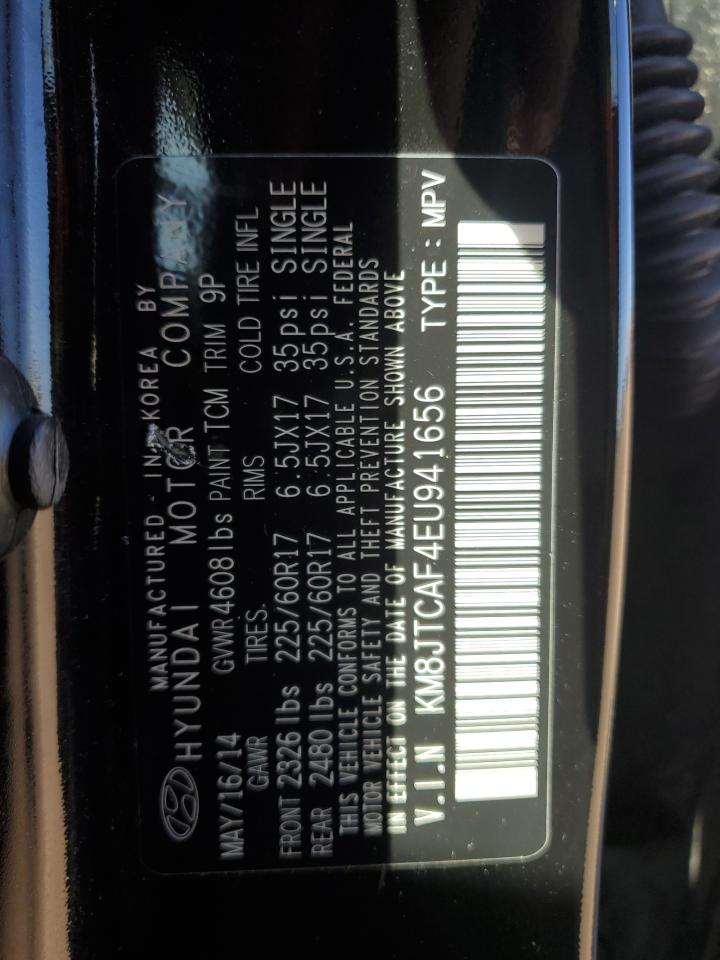 MANUFACTURED - IN - KOREA BY
HYUNDAI MOTOR COMPANY
MAY/16/14 GVWR4608lbs PAINT TCM TRIM 9P
GAWR TIRES. RIMS COLD TIRE INFL
FRONT 2326 lbs 225/60R17 6.5JX17 35psi SINGLE
REAR 2480 lbs 225/60R17 6.5JX17 35psi SINGLE
THIS VEHICLE CONFORMS TO ALL APPLICABLE U.S.A. FEDERAL
MOTOR VEHICLE SAFETY AND THEFT PREVENTION STANDARDS
IN EFFECT ON THE DATE OF MANUFACTURE SHOWN ABOVE
V.I.N KM8JTCAF4EU941656 TYPE : MPV